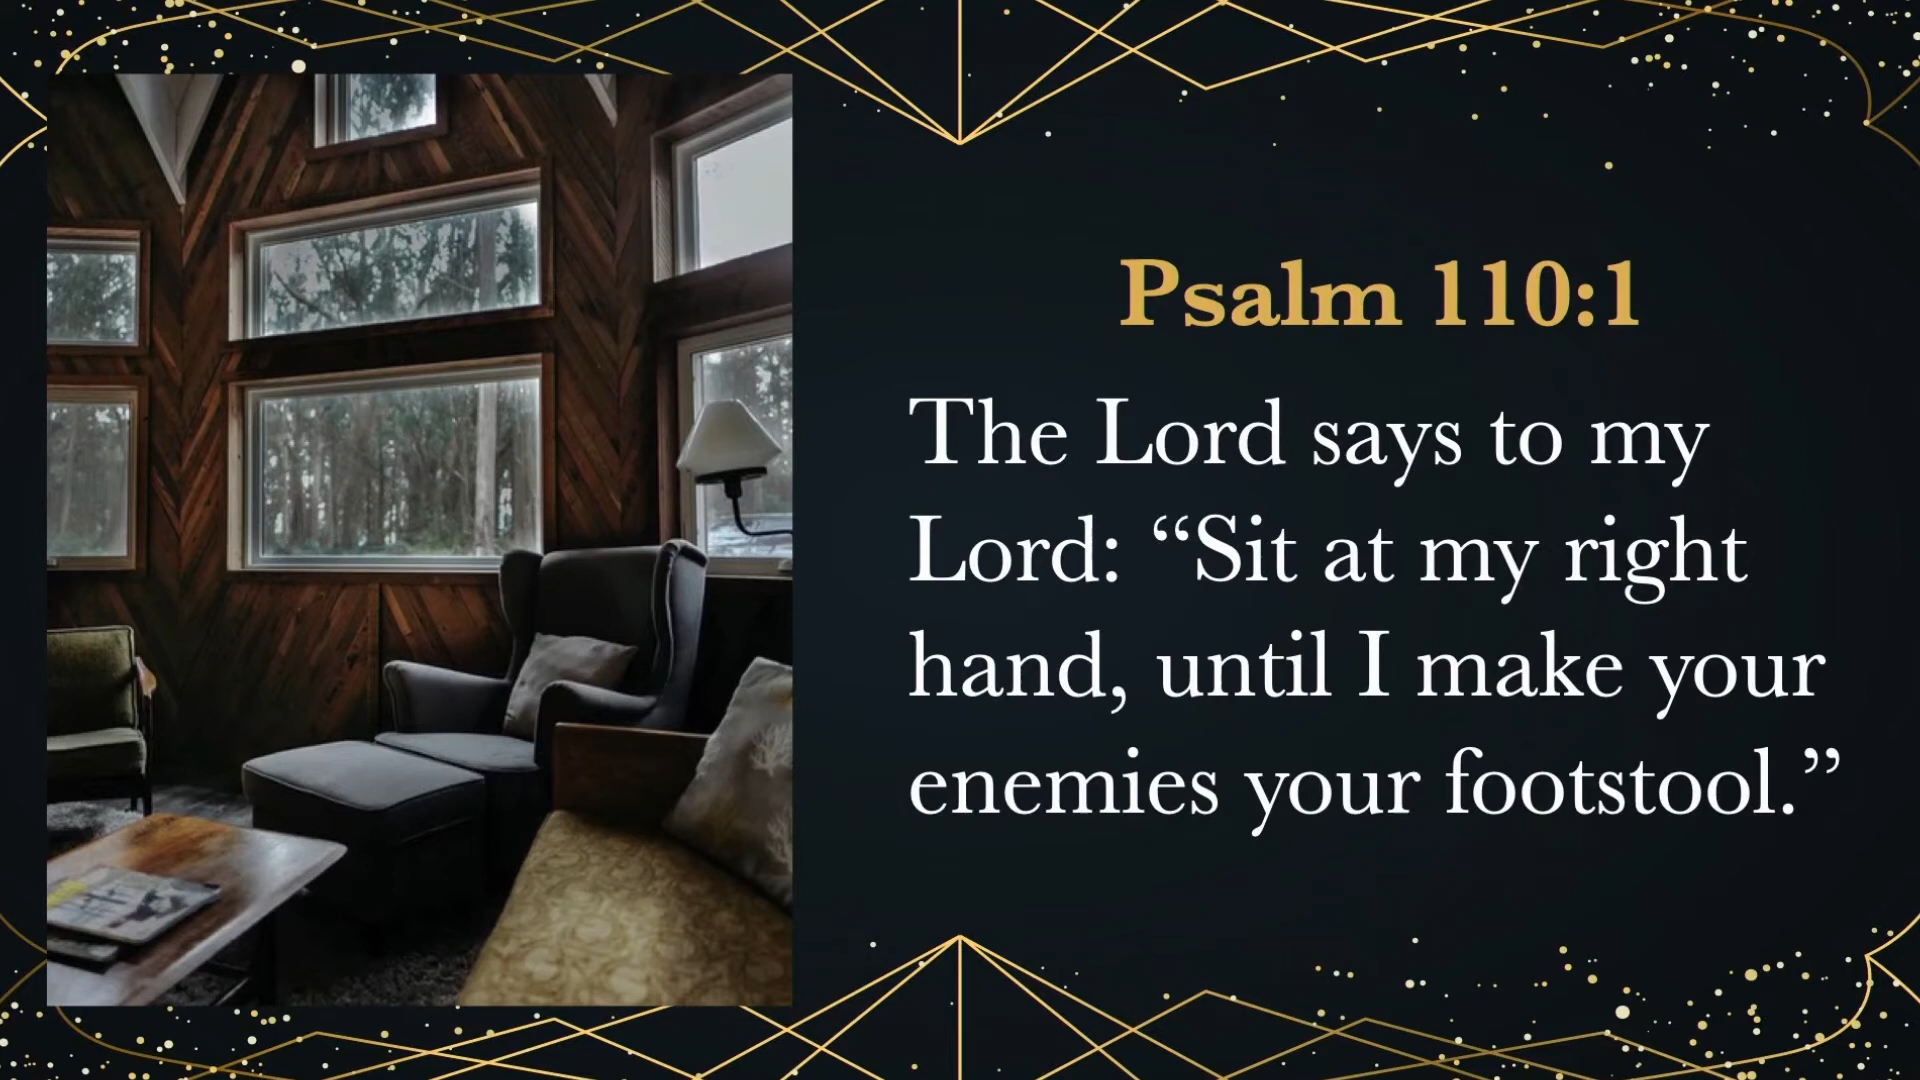 Psalm 110:1
The Lord says to my
Lord: “Sit at my right
hand, until I make your
enemies your footstool.”